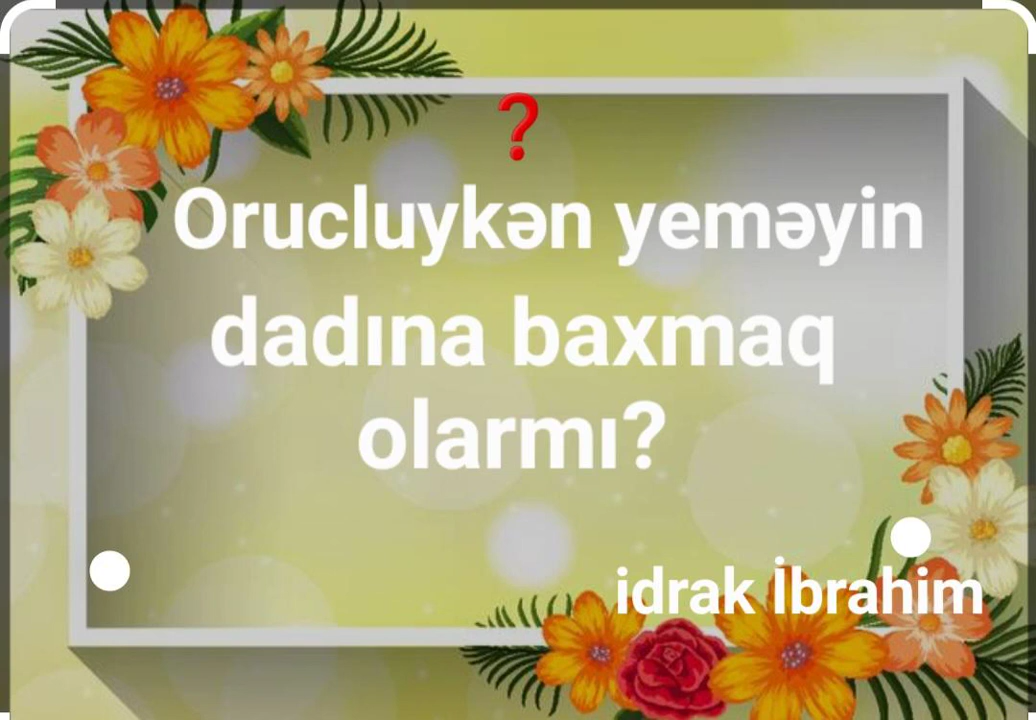 ❓
Orucluykən yeməyin
dadına baxmaq
olarmı?
idrak İbrahim